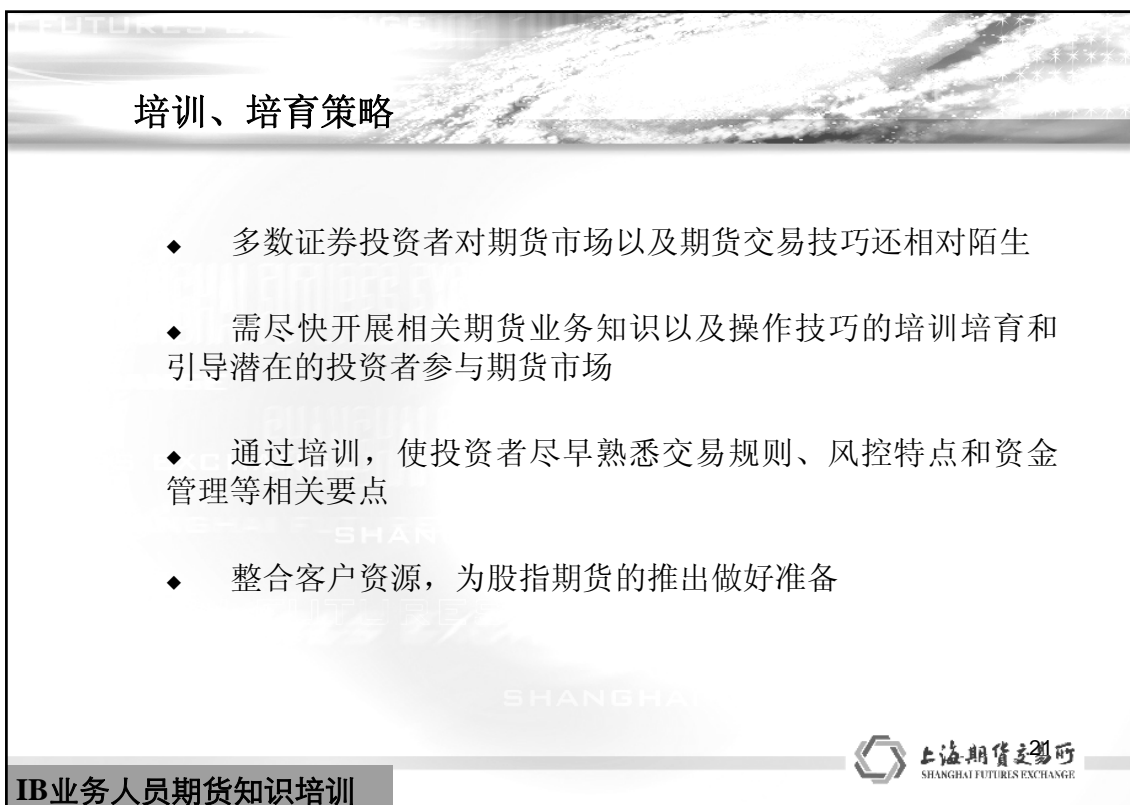 培训、培育策略
◆ 多数证券投资者对期货市场以及期货交易技巧还相对陌生
◆ 需尽快开展相关期货业务知识以及操作技巧的培训培育和
引导潜在的投资者参与期货市场
◆ 通过培训，使投资者尽早熟悉交易规则、风控特点和资金
管理等相关要点
SHAN
◆ 整合客户资源，为股指期货的推出做好准备
SHANGHA
上海期货交易所
21
SHANGHAI FUTURES EXCHANGE
IB业务人员期货知识培训